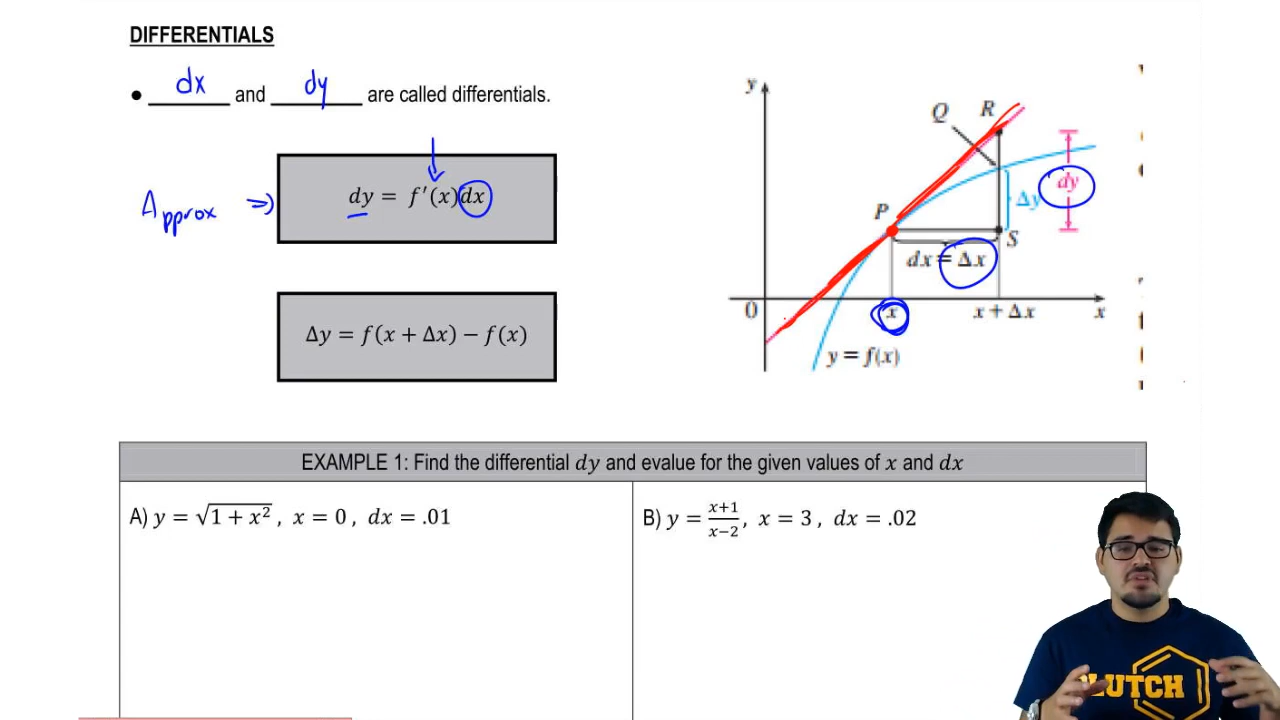 DIFFERENTIALS
● dx and dy are called differentials.
Approx ⇒ dy = f′(x)dx
Δy = f(x + Δx) − f(x)
y
Q R
dy
Δy
P
S
dx = Δx
0 x x + Δx x
y = f(x)
EXAMPLE 1: Find the differential dy and evalue for the given values of x and dx
A) y = √1 + x², x = 0, dx = .01
B) y = x+1/x−2, x = 3, dx = .02
CLUTCH